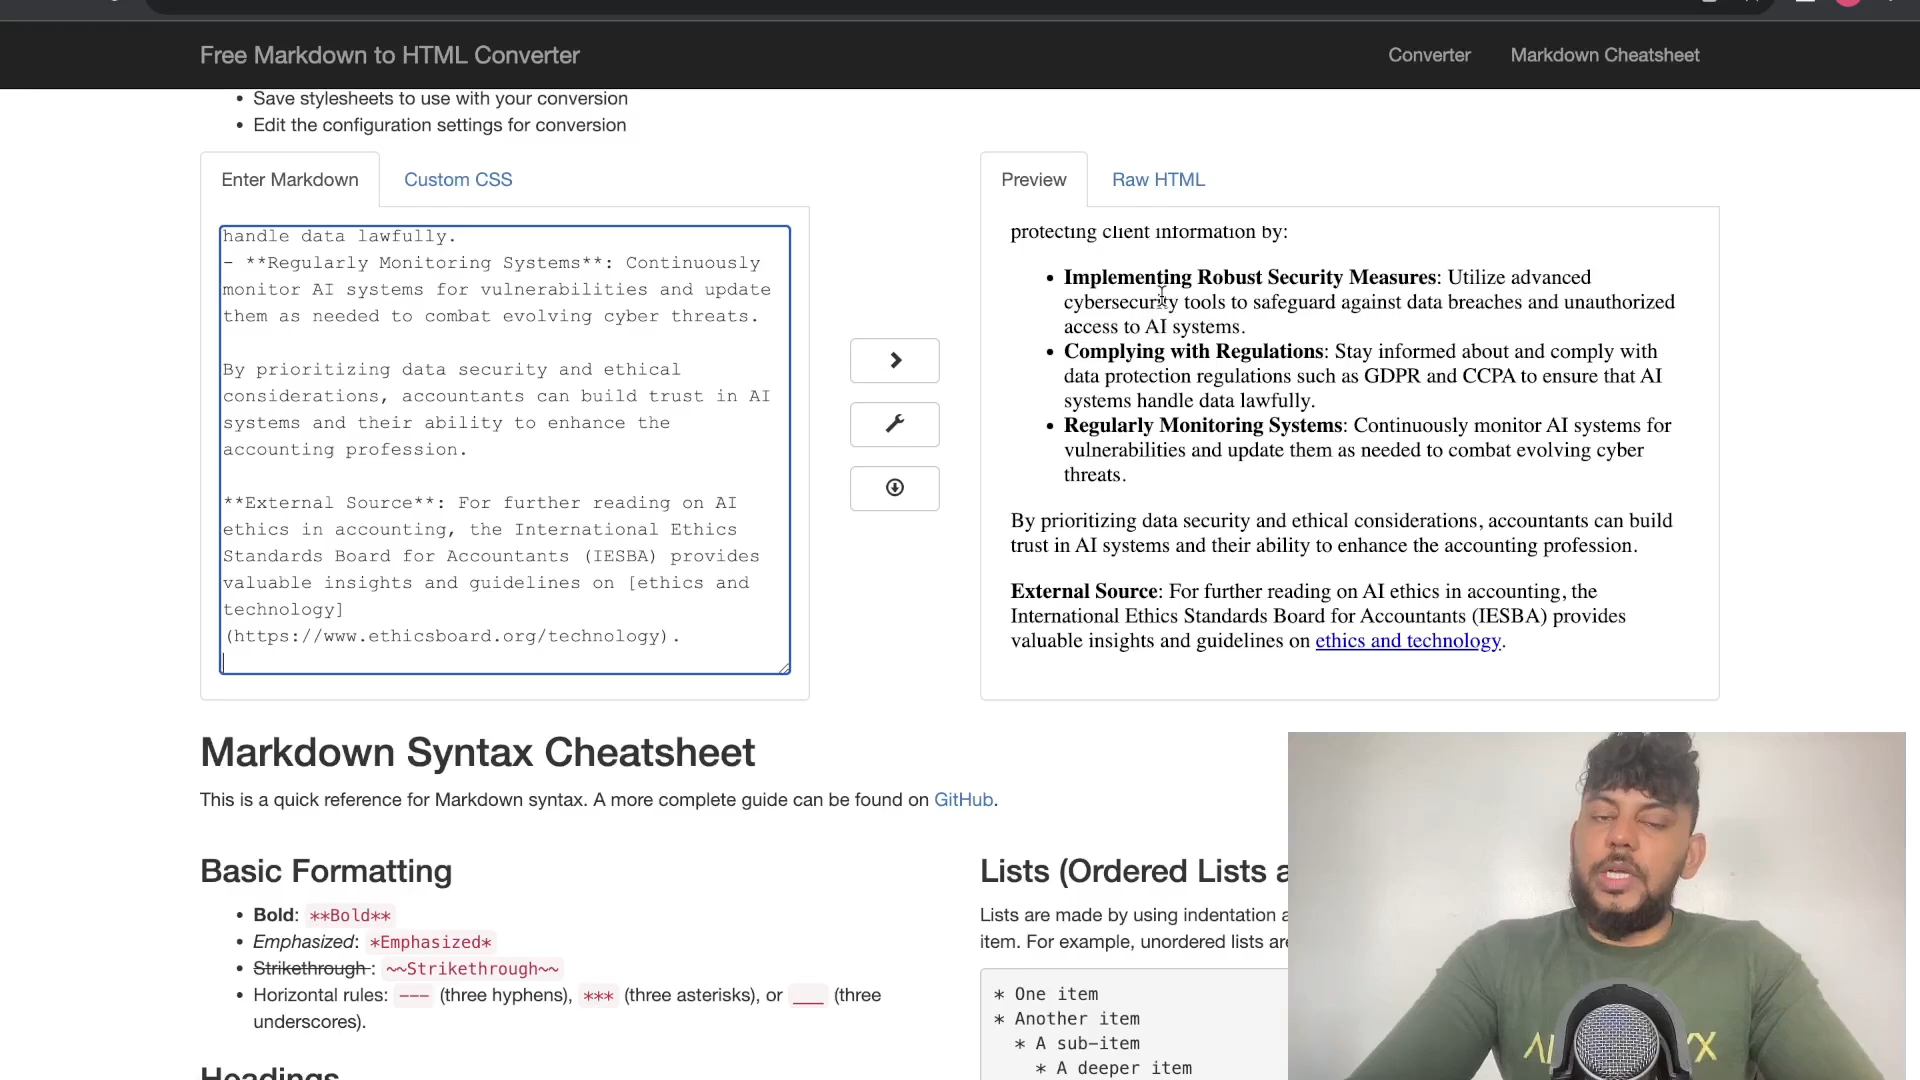 Free Markdown to HTML Converter
Converter
Markdown Cheatsheet
• Save stylesheets to use with your conversion
• Edit the configuration settings for conversion
Enter Markdown
Custom CSS
handle data lawfully.
- **Regularly Monitoring Systems**: Continuously
monitor AI systems for vulnerabilities and update
them as needed to combat evolving cyber threats.
By prioritizing data security and ethical
considerations, accountants can build trust in AI
systems and their ability to enhance the
accounting profession.
**External Source**: For further reading on AI
ethics in accounting, the International Ethics
Standards Board for Accountants (IESBA) provides
valuable insights and guidelines on [ethics and
technology]
(https://www.ethicsboard.org/technology).
Preview
Raw HTML
protecting client information by:
• Implementing Robust Security Measures: Utilize advanced
cybersecurity tools to safeguard against data breaches and unauthorized
access to AI systems.
• Complying with Regulations: Stay informed about and comply with
data protection regulations such as GDPR and CCPA to ensure that AI
systems handle data lawfully.
• Regularly Monitoring Systems: Continuously monitor AI systems for
vulnerabilities and update them as needed to combat evolving cyber
threats.
By prioritizing data security and ethical considerations, accountants can build
trust in AI systems and their ability to enhance the accounting profession.
External Source: For further reading on AI ethics in accounting, the
International Ethics Standards Board for Accountants (IESBA) provides
valuable insights and guidelines on ethics and technology.
Markdown Syntax Cheatsheet
This is a quick reference for Markdown syntax. A more complete guide can be found on GitHub.
Basic Formatting
• Bold: **Bold**
• Emphasized: *Emphasized*
• Strikethrough : ~~Strikethrough~~
• Horizontal rules: --- (three hyphens), *** (three asterisks), or ___ (three
underscores).
Headings
Lists (Ordered Lists
Lists are made by using indentation
item. For example, unordered lists
* One item
* Another item
* A sub-item
* A deeper item